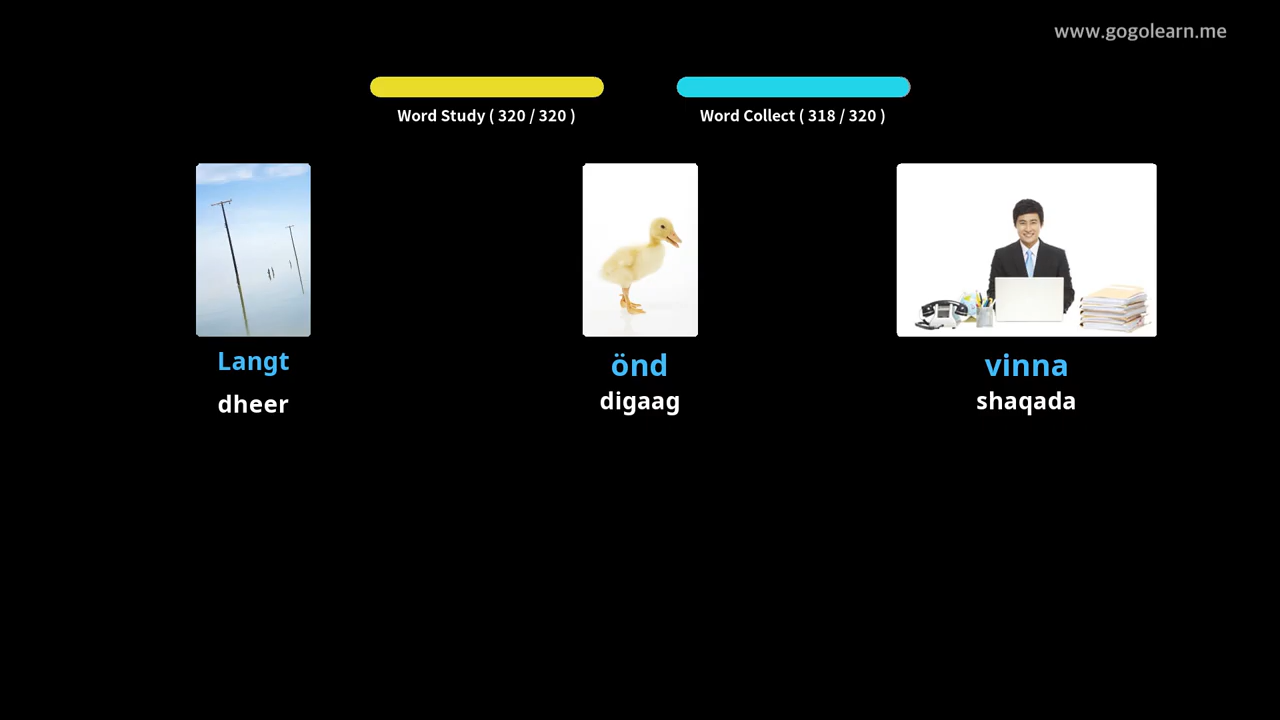 www.gogolearn.me
Word Study ( 320 / 320 )
Word Collect ( 318 / 320 )
Langt
dheer
önd
digaag
vinna
shaqada